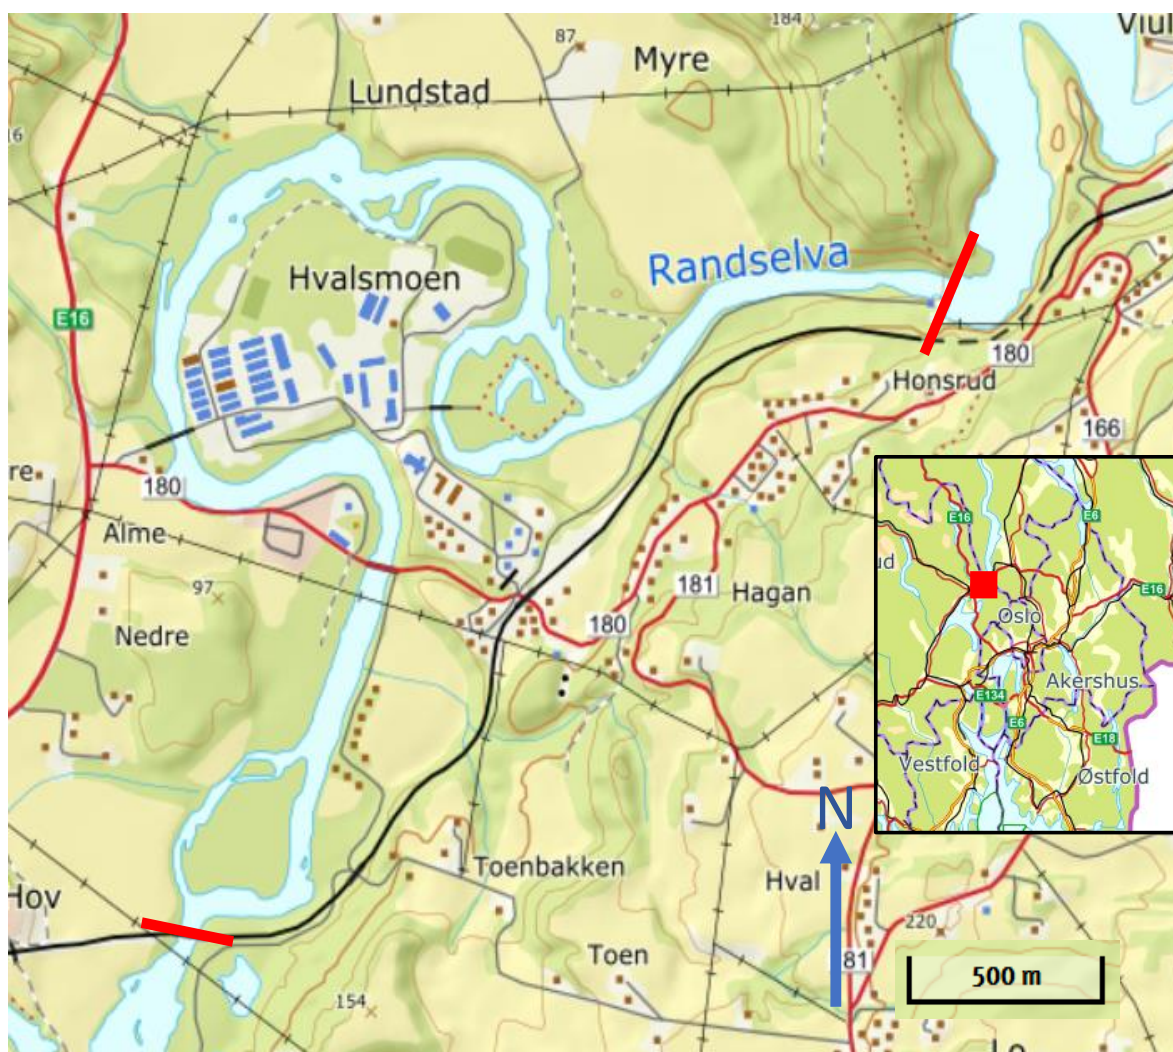 184
Viul
87
Myre
Lundstad
16
Randselva
Hvalsmoen
E16
180
Honsrud
166
re
180
Alme
E16
E6
ud
E16
Oslo
Akershus
E134
E6
E18
Vestfold
Østfold
181
Hagan
97
180
Nedre
N
Toenbakken
Hval
Hov
220
Toen
81
500 m
154